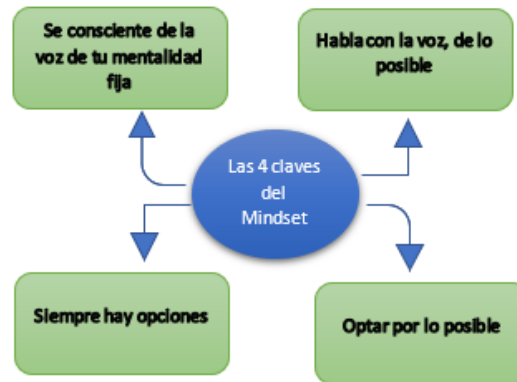 Se consciente de la
voz de tu mentalidad
fija
Habla con la voz, de lo
posible
Las 4 claves
del
Mindset
Siempre hay opciones
Optar por lo posible